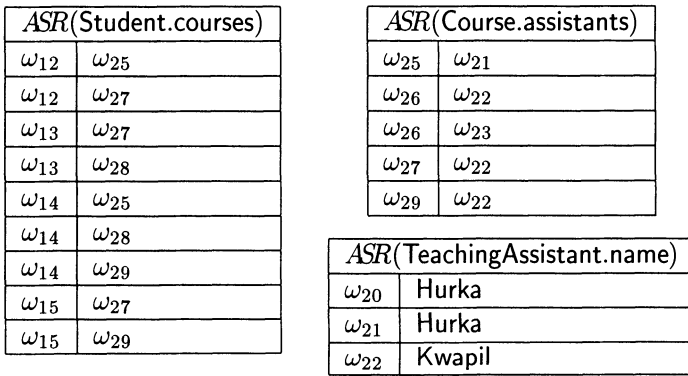 ASR(Student.courses)
ω12 ω25
ω12 ω27
ω13 ω27
ω13 ω28
ω14 ω25
ω14 ω28
ω14 ω29
ω15 ω27
ω15 ω29
ASR(Course.assistants)
ω25 ω21
ω26 ω22
ω26 ω23
ω27 ω22
ω29 ω22
ASR(TeachingAssistant.name)
ω20 Hurka
ω21 Hurka
ω22 Kwapil